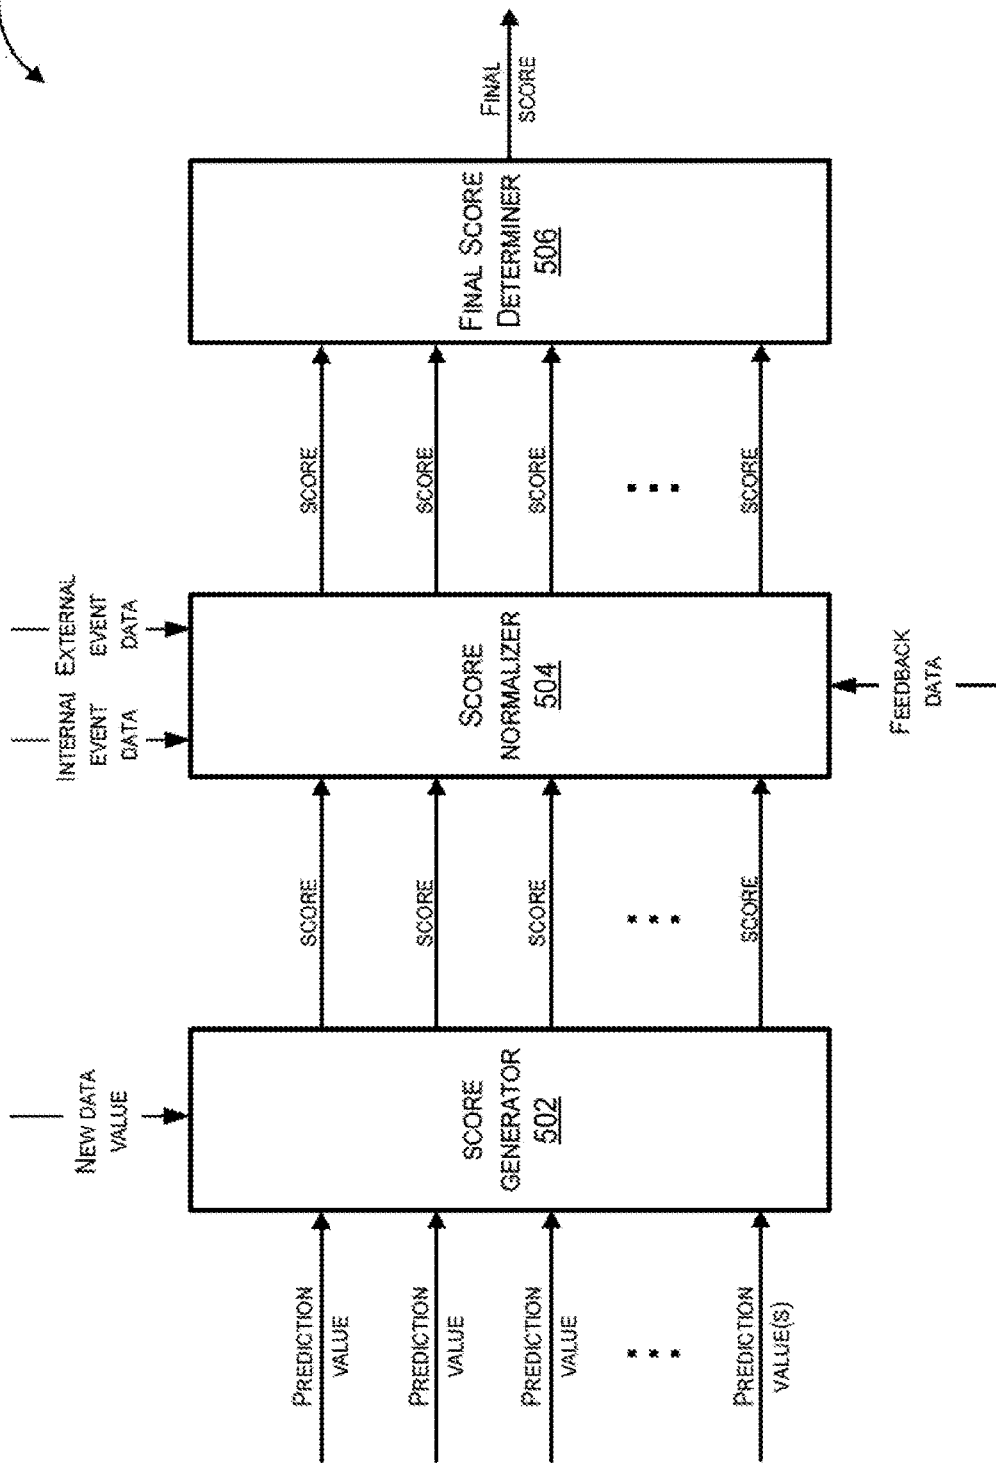 NEW DATA
VALUE
INTERNAL
EVENT
DATA
EXTERNAL
EVENT
DATA
PREDICTION
VALUE
PREDICTION
VALUE
PREDICTION
VALUE
PREDICTION
VALUE(S)
SCORE
GENERATOR
502
SCORE
SCORE
SCORE
SCORE
SCORE
NORMALIZER
504
SCORE
SCORE
SCORE
SCORE
FINAL SCORE
DETERMINER
506
FINAL
SCORE
FEEDBACK
DATA